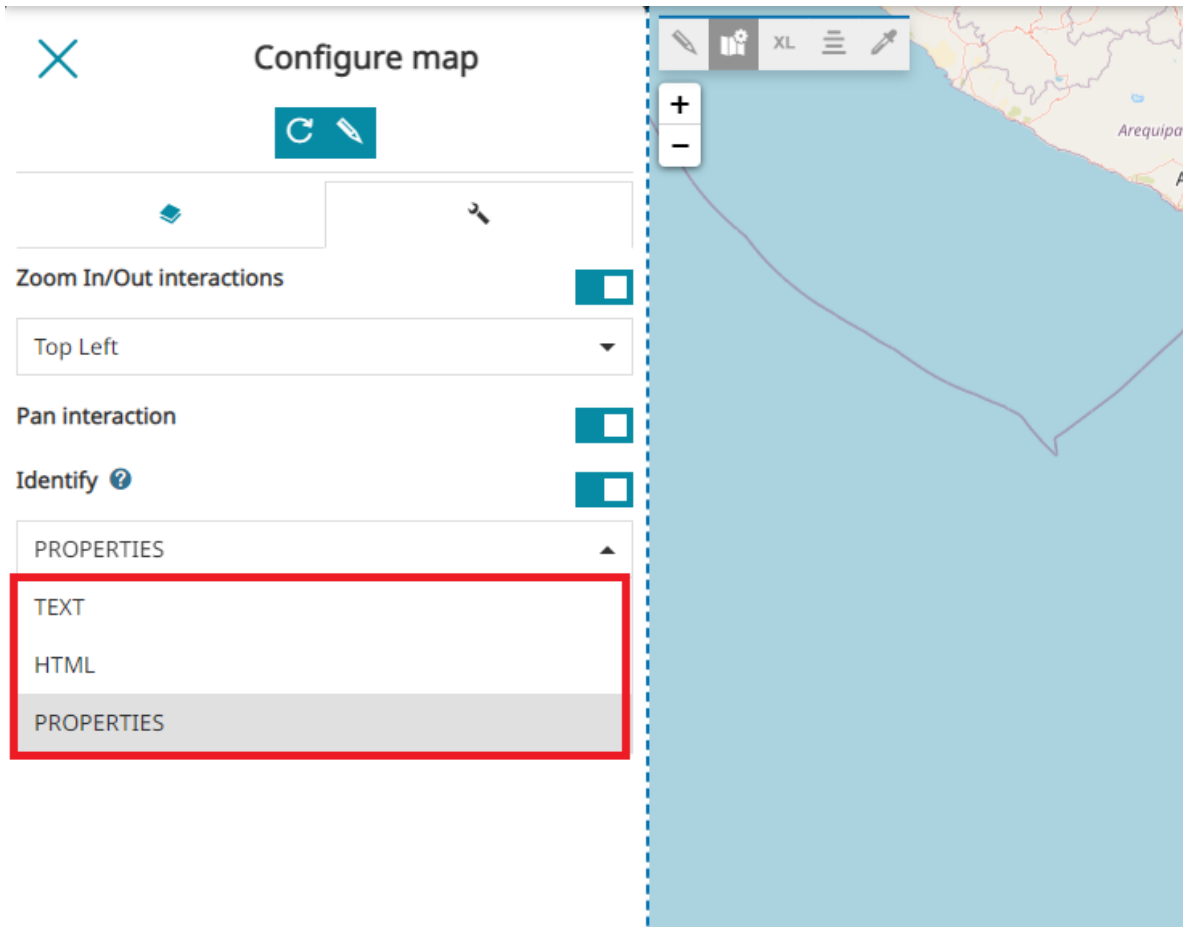 Configure map
XL
+
−
Arequipa
A
Zoom In/Out interactions
Top Left
Pan interaction
Identify ?
PROPERTIES
TEXT
HTML
PROPERTIES